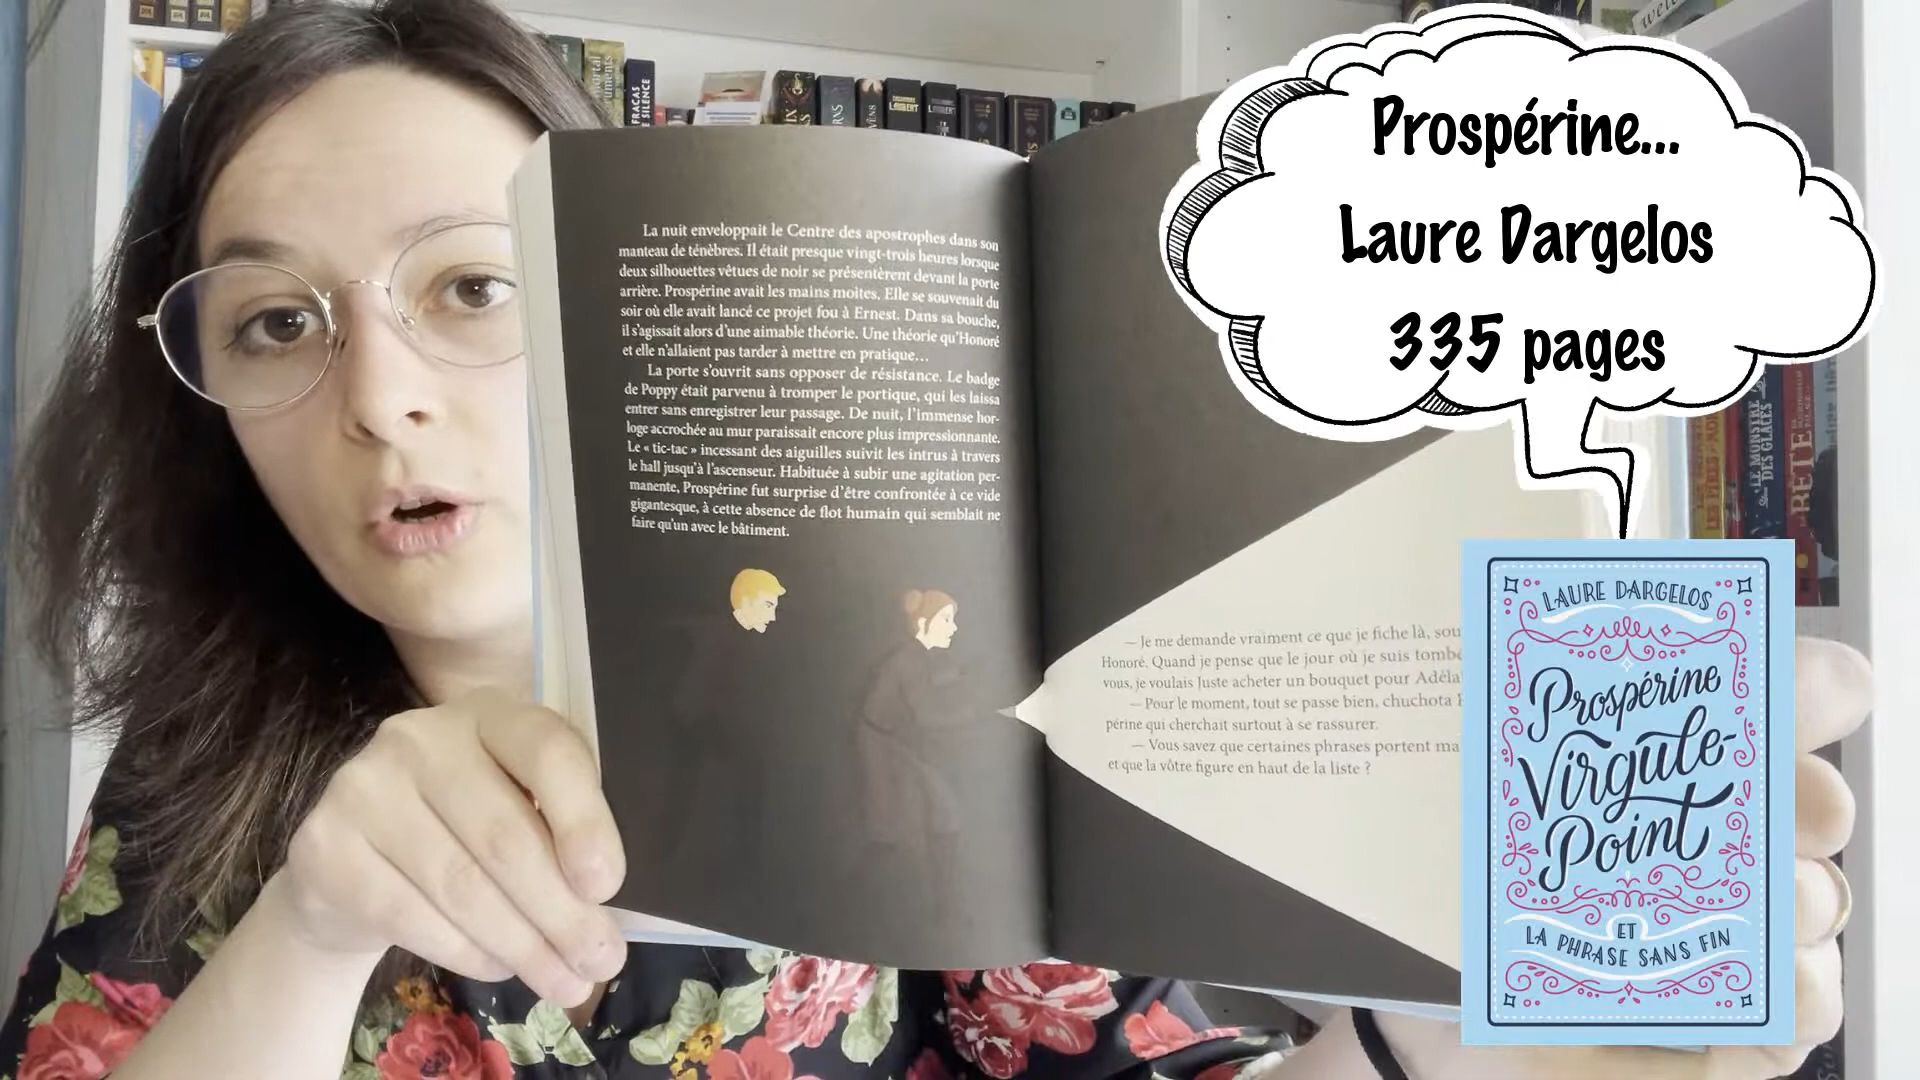 Prospérine...
Laure Dargelos
335 pages
La nuit enveloppait le Centre des apostrophes dans son
manteau de ténèbres. Il était presque vingt-trois heures lorsque
deux silhouettes vêtues de noir se présentèrent devant la porte
arrière. Prospérine avait les mains moites. Elle se souvenait du
soir où elle avait lancé ce projet fou à Ernest. Dans sa bouche,
il s'agissait alors d'une aimable théorie. Une théorie qu'Honoré
et elle n'allaient pas tarder à mettre en pratique...
La porte s'ouvrit sans opposer de résistance. Le badge
de Poppy était parvenu à tromper le portique, qui les laissa
entrer sans enregistrer leur passage. De nuit, l'immense hor-
loge accrochée au mur paraissait encore plus impressionnante.
Le « tic-tac » incessant des aiguilles suivit les intrus à travers
le hall jusqu'à l'ascenseur. Habituée à subir une agitation per-
manente, Prospérine fut surprise d'être confrontée à ce vide
gigantesque, à cette absence de flot humain qui semblait ne
faire qu'un avec le bâtiment.
— Je me demande vraiment ce que je fiche là, sou
Honoré. Quand je pense que le jour où je suis tombé
vous, je voulais juste acheter un bouquet pour Adéla
— Pour le moment, tout se passe bien, chuchota
périne qui cherchait surtout à se rassurer.
— Vous savez que certaines phrases portent ma
et que la vôtre figure en haut de la liste ?
LAURE DARGELOS
Prospérine
Virgule-
Point
ET
LA PHRASE SANS FIN
FRACAS
SILENCE
LAMBERT
LAMBERT
LE MONSTRE
DES GLACES